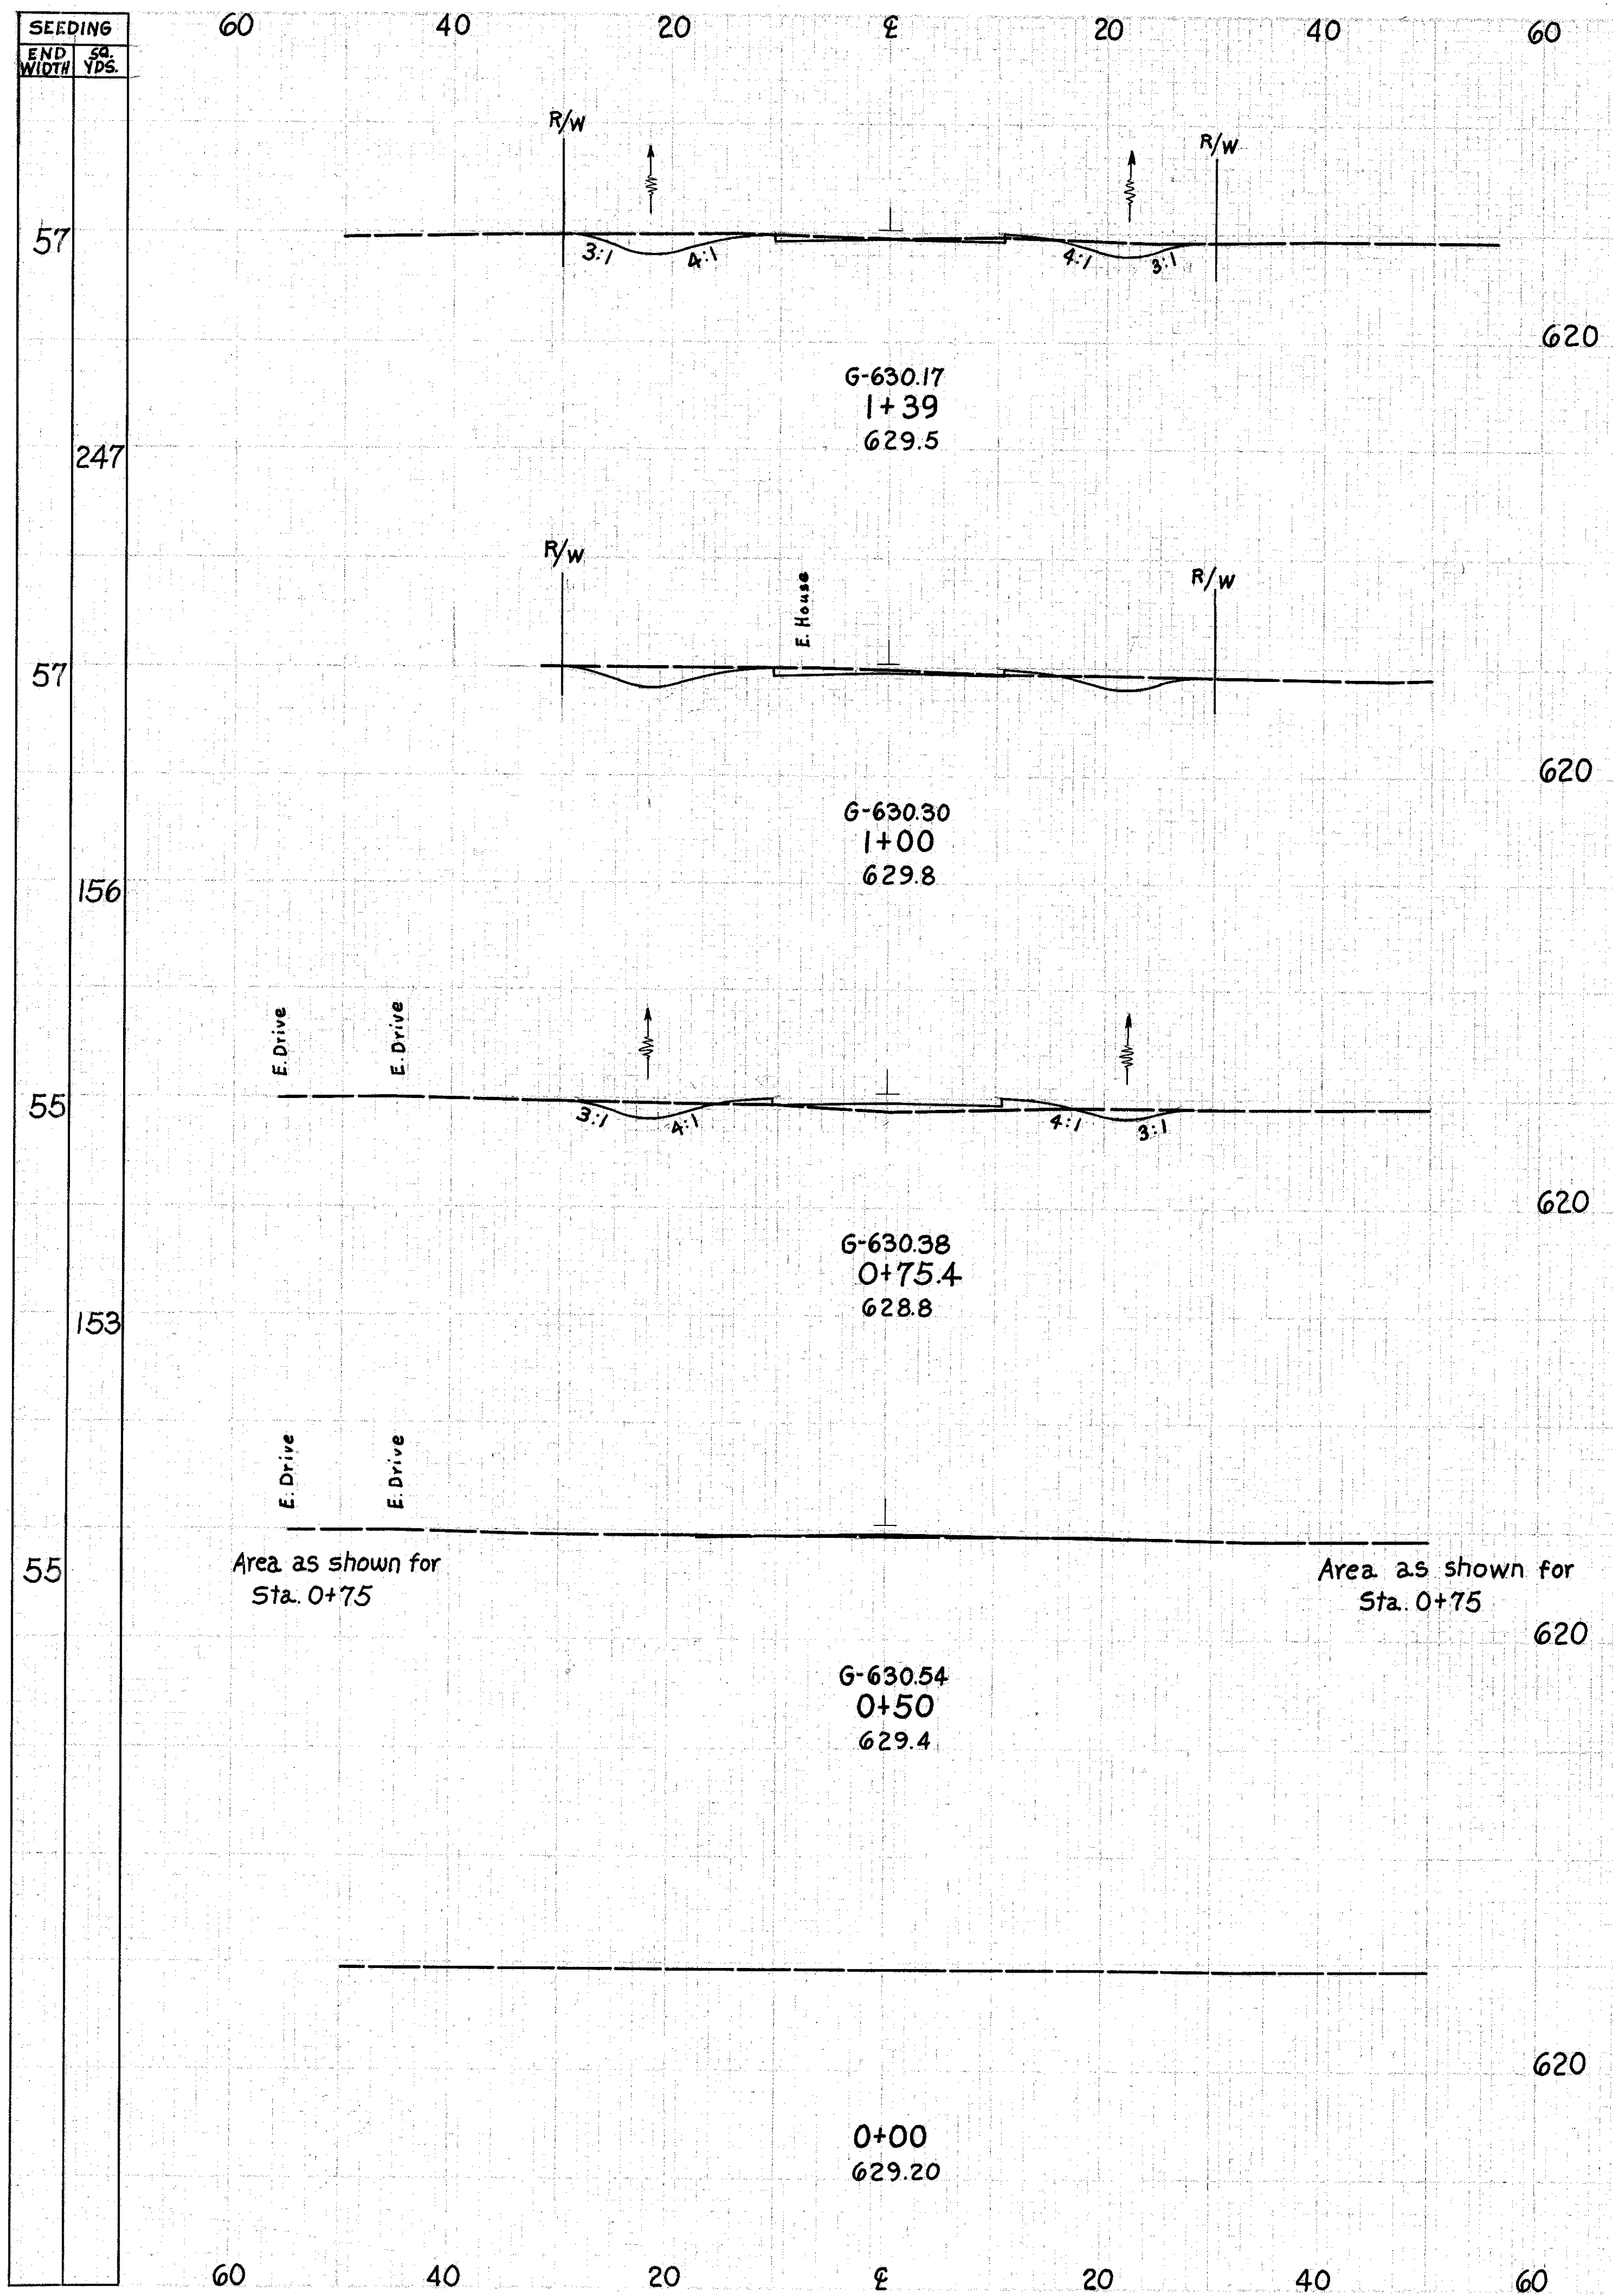 SEEDING
END WIDTH
SQ. YDS.
60 40 20 ℄ 20 40 60
R/W
R/W
57
3:1 4:1 4:1 3:1
620
G-630.17
1+39
629.5
247
R/W
E. House
R/W
57
620
G-630.30
1+00
629.8
156
E. Drive
E. Drive
55
3:1 4:1 4:1 3:1
620
G-630.38
0+75.4
628.8
153
E. Drive
E. Drive
55
Area as shown for
Sta. 0+75
Area as shown for
Sta. 0+75
620
G-630.54
0+50
629.4
620
0+00
629.20
60 40 20 ℄ 20 40 60